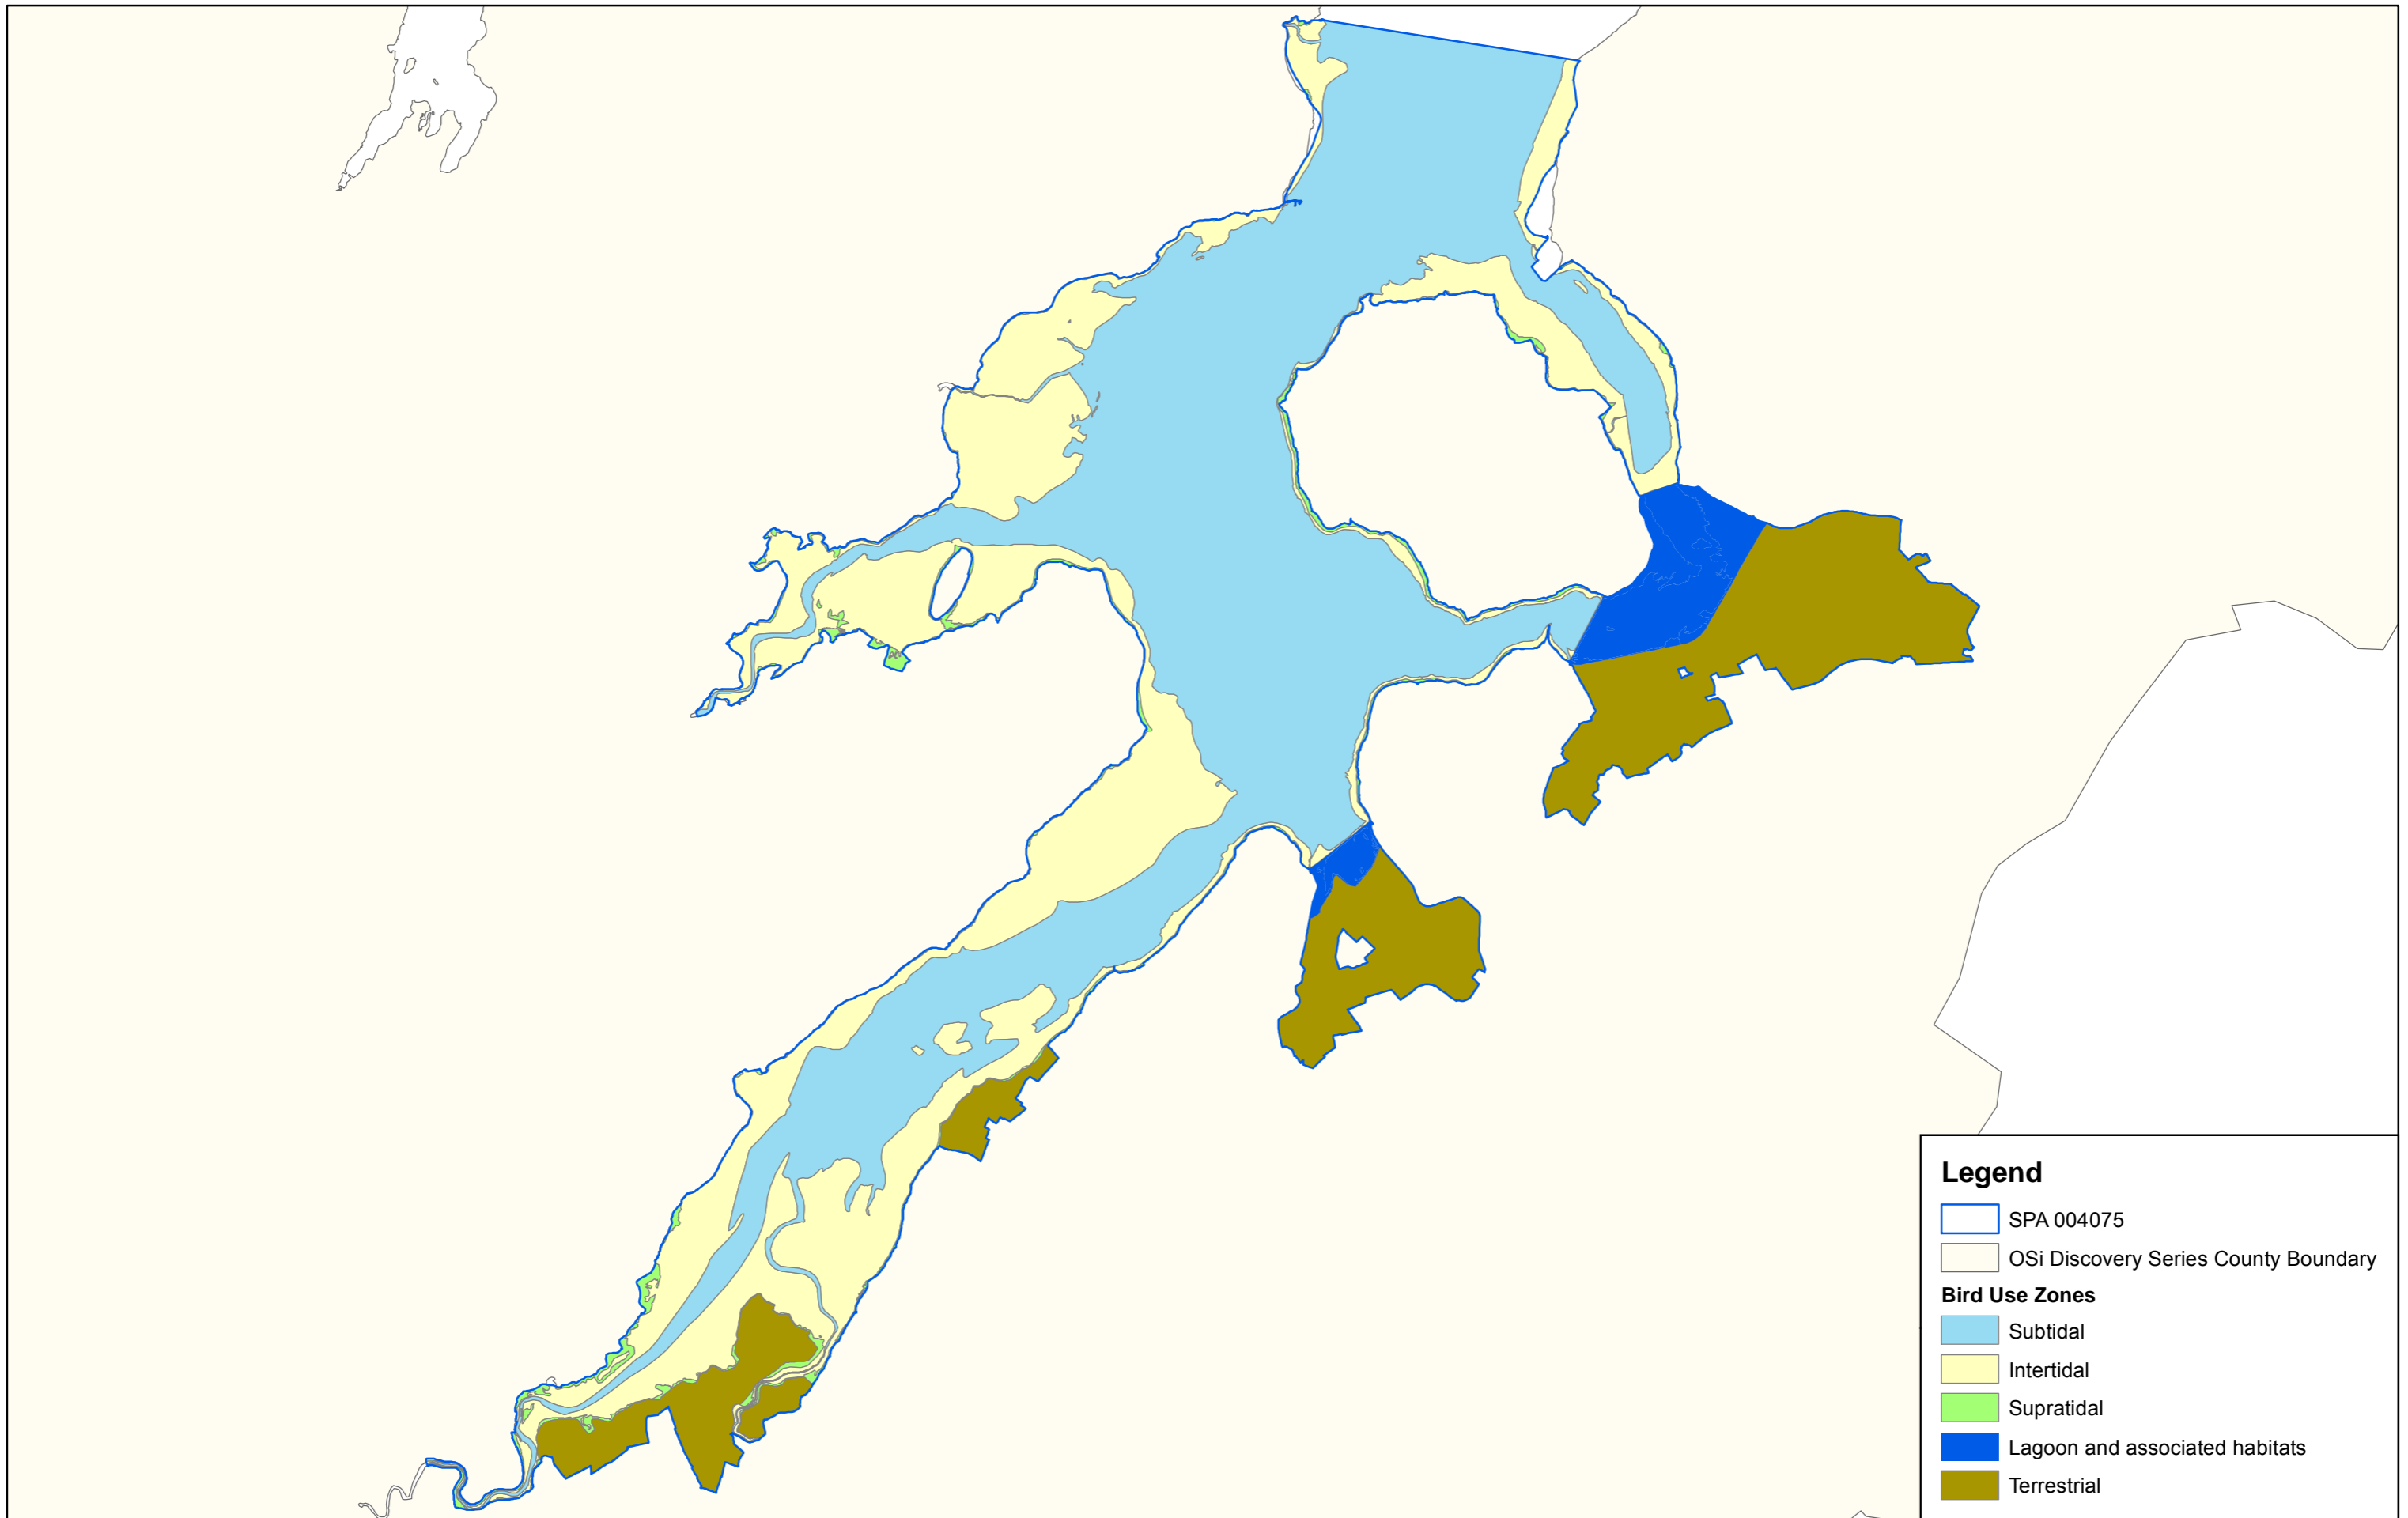 Legend
SPA 004075
OSi Discovery Series County Boundary
Bird Use Zones
Subtidal
Intertidal
Supratidal
Lagoon and associated habitats
Terrestrial